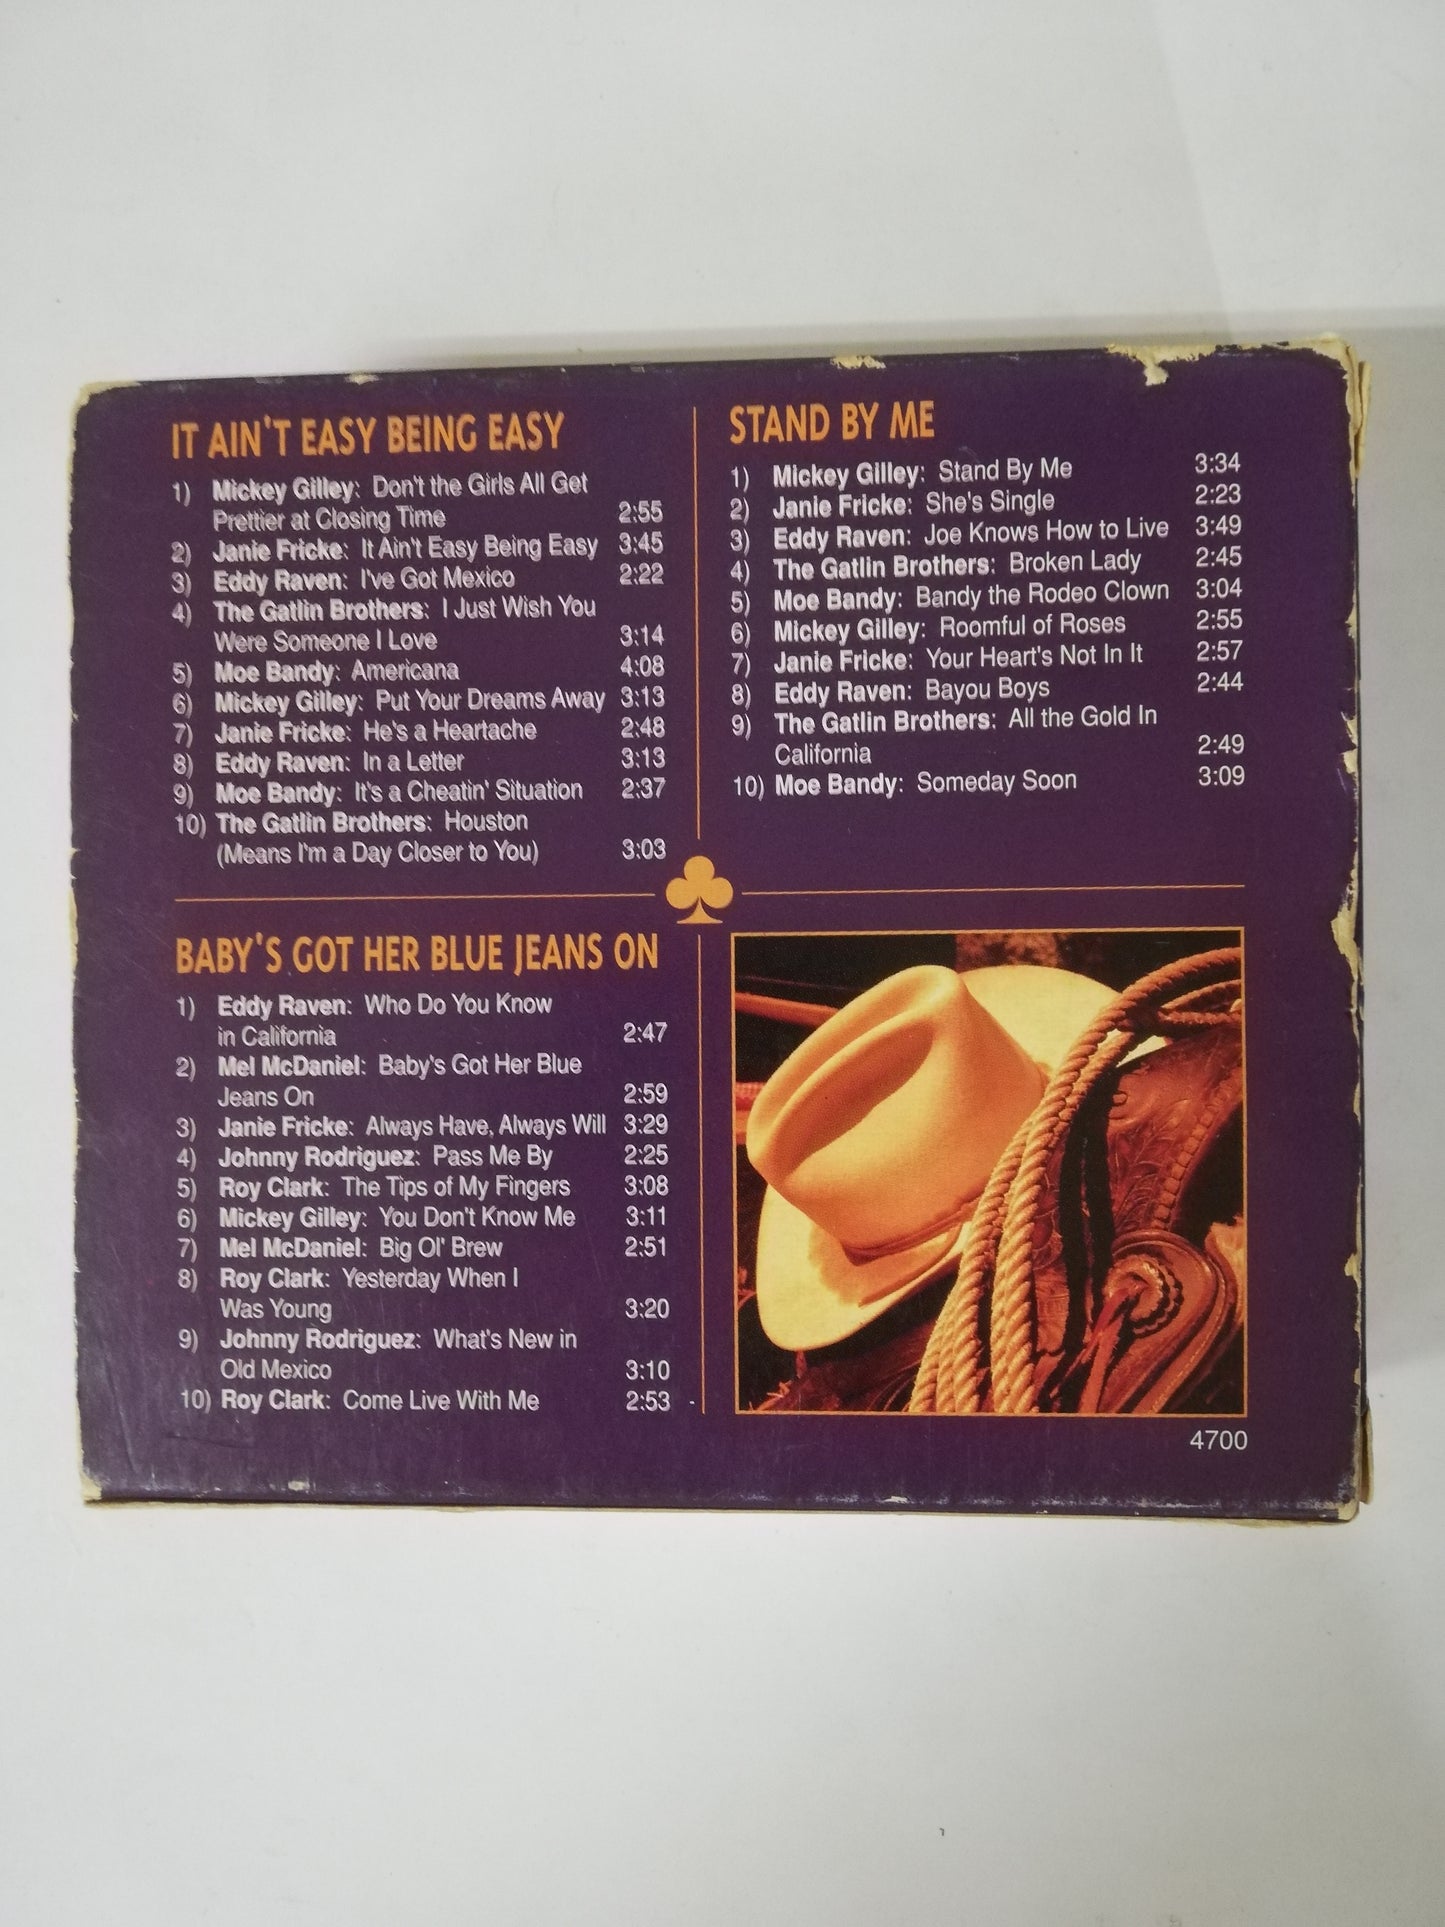 IT AIN'T EASY BEING EASY
1) Mickey Gilley: Don't the Girls All Get
Prettier at Closing Time 2:55
2) Janie Fricke: It Ain't Easy Being Easy 3:45
3) Eddy Raven: I've Got Mexico 2:22
4) The Gatlin Brothers: I Just Wish You
Were Someone I Love 3:14
5) Moe Bandy: Americana 4:08
6) Mickey Gilley: Put Your Dreams Away 3:13
7) Janie Fricke: He's a Heartache 2:48
8) Eddy Raven: In a Letter 3:13
9) Moe Bandy: It's a Cheatin' Situation 2:37
10) The Gatlin Brothers: Houston
(Means I'm a Day Closer to You) 3:03
STAND BY ME
1) Mickey Gilley: Stand By Me 3:34
2) Janie Fricke: She's Single 2:23
3) Eddy Raven: Joe Knows How to Live 3:49
4) The Gatlin Brothers: Broken Lady 2:45
5) Moe Bandy: Bandy the Rodeo Clown 3:04
6) Mickey Gilley: Roomful of Roses 2:55
7) Janie Fricke: Your Heart's Not In It 2:57
8) Eddy Raven: Bayou Boys 2:44
9) The Gatlin Brothers: All the Gold In
California 2:49
10) Moe Bandy: Someday Soon 3:09
BABY'S GOT HER BLUE JEANS ON
1) Eddy Raven: Who Do You Know
in California 2:47
2) Mel McDaniel: Baby's Got Her Blue
Jeans On 2:59
3) Janie Fricke: Always Have, Always Will 3:29
4) Johnny Rodriguez: Pass Me By 2:25
5) Roy Clark: The Tips of My Fingers 3:08
6) Mickey Gilley: You Don't Know Me 3:11
7) Mel McDaniel: Big Ol' Brew 2:51
8) Roy Clark: Yesterday When I
Was Young 3:20
9) Johnny Rodriguez: What's New in
Old Mexico 3:10
10) Roy Clark: Come Live With Me 2:53
4700